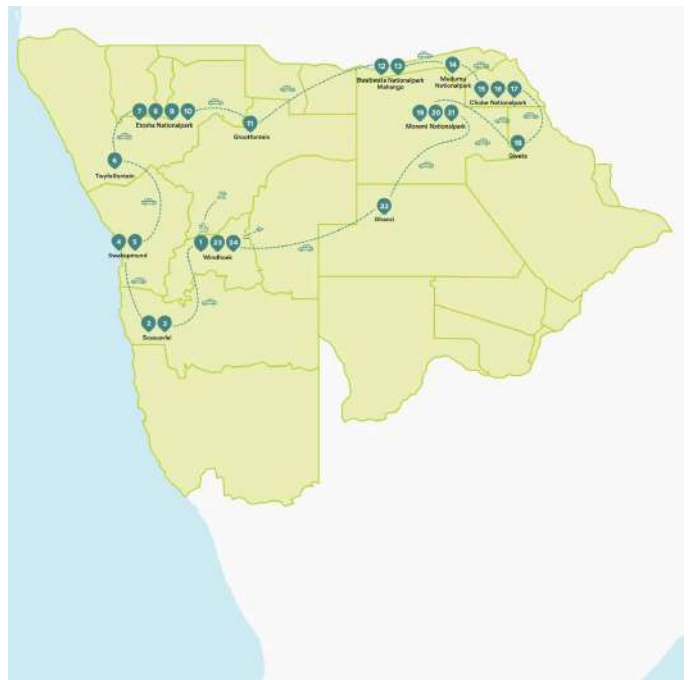 12 13
Bwabwata Nationalpark
Mahango
14
Mudumu
Nationalpark
15 16 17
Chobe Nationalpark
7 8 9 10
Etosha Nationalpark
11
Grootfontein
19 20 21
Moremi Nationalpark
18
Gweta
6
Twyfelfontein
22
Ghanzi
4 5
Swakopmund
1 23 24
Windhoek
2 3
Sossusvlei